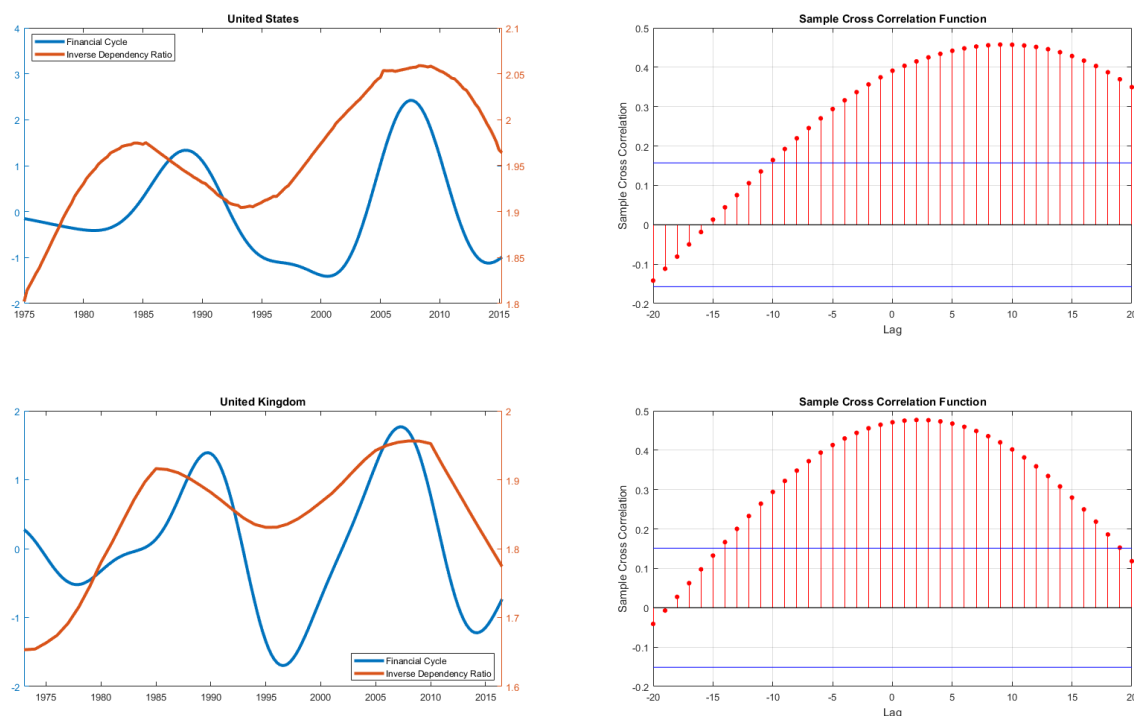 United States
4
3
2
1
0
-1
-2
Financial Cycle
Inverse Dependency Ratio
2.1
2.05
2
1.95
1.9
1.85
1.8
1975 1980 1985 1990 1995 2000 2005 2010 2015
Sample Cross Correlation Function
Sample Cross Correlation
0.5
0.4
0.3
0.2
0.1
0
-0.1
-0.2
-20 -15 -10 -5 0 5 10 15 20
Lag
United Kingdom
2
1
0
-1
-2
2
1.9
1.8
1.7
1.6
Financial Cycle
Inverse Dependency Ratio
1975 1980 1985 1990 1995 2000 2005 2010 2015
Sample Cross Correlation Function
Sample Cross Correlation
0.5
0.4
0.3
0.2
0.1
0
-0.1
-0.2
-20 -15 -10 -5 0 5 10 15 20
Lag